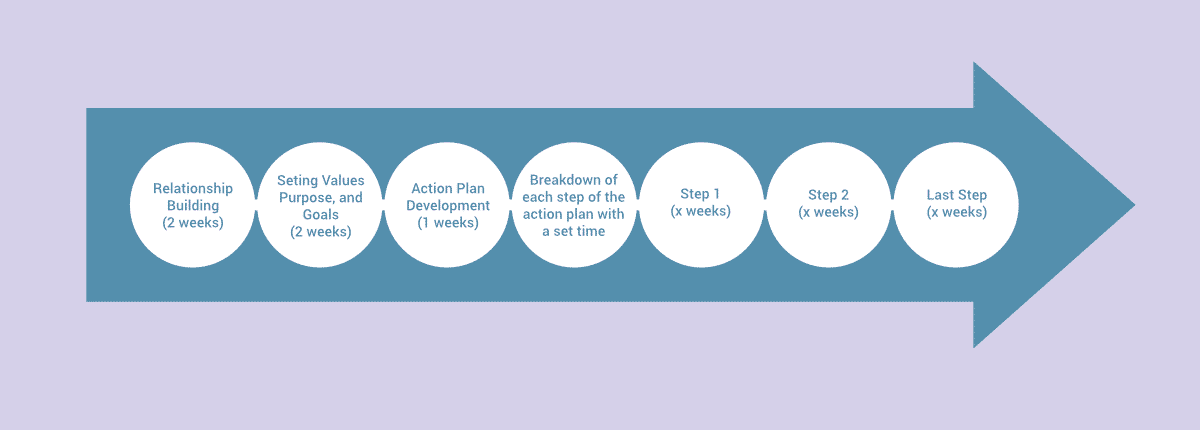 Relationship
Building
(2 weeks)
Seting Values
Purpose, and
Goals
(2 weeks)
Action Plan
Development
(1 weeks)
Breakdown of
each step of the
action plan with
a set time
Step 1
(x weeks)
Step 2
(x weeks)
Last Step
(x weeks)